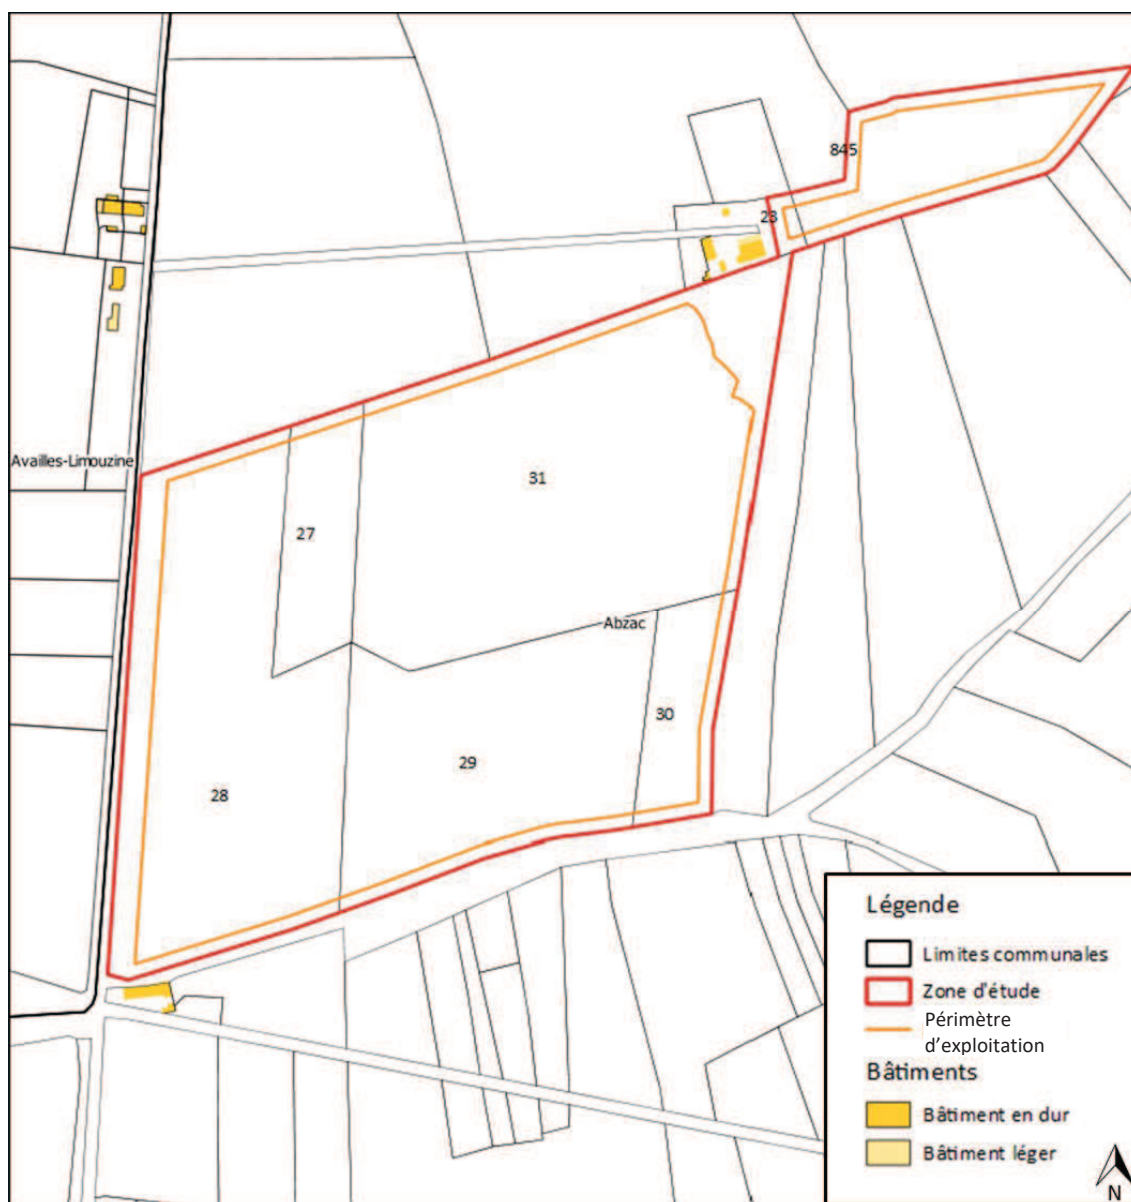 845
23
Availles-Limouzine
31
27
Abzac
30
29
28
Légende
Limites communales
Zone d'étude
Périmètre
d'exploitation
Bâtiments
Bâtiment en dur
Bâtiment léger
N